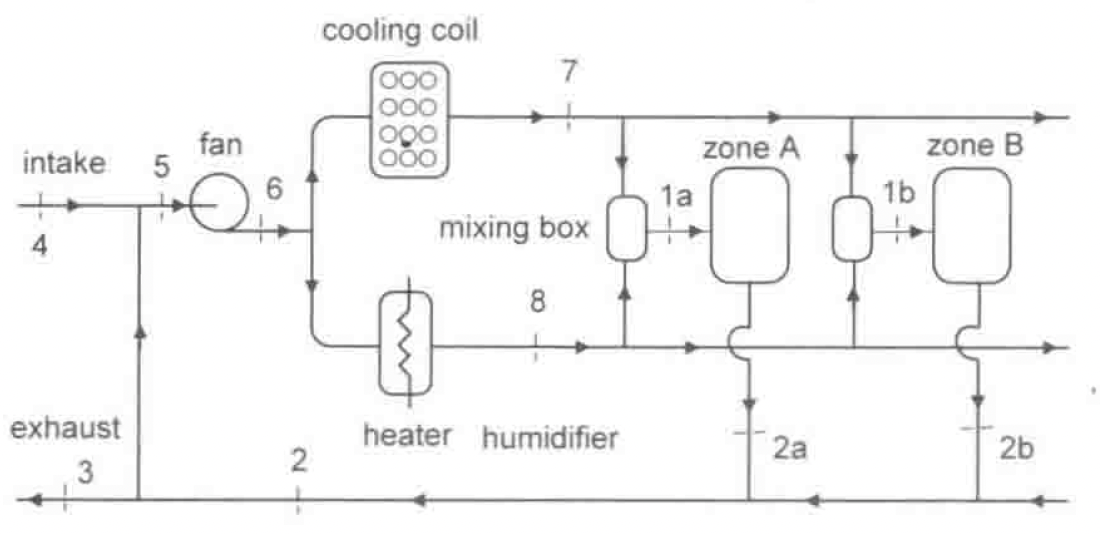 cooling coil
7
fan
intake
5
6
zone A
zone B
1a
1b
4
mixing box
8
exhaust
heater
humidifier
2a
2b
3
2